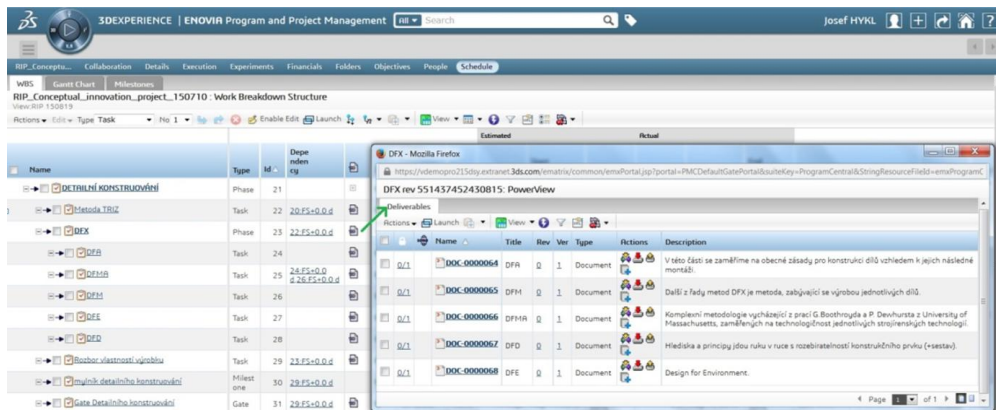 3DEXPERIENCE | ENOVIA Program and Project Management All Search Josef HYKL
RIP_Conceptu... Collaboration Details Execution Experiments Financials Folders Objectives People Schedule
WBS Gantt Chart Milestones
RIP_Conceptual_innovation_project_150710 : Work Breakdown Structure
View:RIP 150819
Actions Edit Type Task No 1 Enable Edit Launch View
Estimated Actual
Name Type Id Depe nden cy
DETAILNÍ KONSTRUOVÁNÍ Phase 21
Metoda TRIZ Task 22 20:FS+0.0 d
DFX Phase 23 22:FS+0.0 d
DFA Task 24
DFMA Task 25 24:FS+0.0 d,26:FS+0.0 d
DFM Task 26
DFE Task 27
DFD Task 28
Rozbor vlastností výrobku Task 29 23:FS+0.0 d
mylník detailního konstruování Milest one 30 29:FS+0.0 d
Gate Detailního konstruování Gate 31 29:FS+0.0 d
DFX - Mozilla Firefox
https://vdemopro215dsy.extranet.3ds.com/ematrix/common/emxPortal.jsp?portal=PMCDefaultGatePortal&suiteKey=ProgramCentral&StringResourceFileId=emxProgramC
DFX rev 551437452430815: PowerView
Deliverables
Actions Launch View
Name Title Rev Ver Type Actions Description
0/1 DOC-0000064 DFA 0 1 Document V této části se zaměříme na obecné zásady pro konstrukci dílů vzhledem k jejich následné
montáži.
0/1 DOC-0000065 DFM 0 1 Document Další z řady metod DFX je metoda, zabývající se výrobou jednotlivých dílů.
0/1 DOC-0000066 DFMA 0 1 Document Komplexní metodologie vycházející z prací G.Boothroyda a P. Dewhursta z University of
Massachusetts, zaměřených na technologičnost jednotlivých strojírenských technologií.
0/1 DOC-0000067 DFD 0 1 Document Hlediska a principy jdou ruku v ruce s rozebíratelností konstrukčního prvku (+sestav).
0/1 DOC-0000068 DFE 0 1 Document Design for Environment.
Page 1 of 1